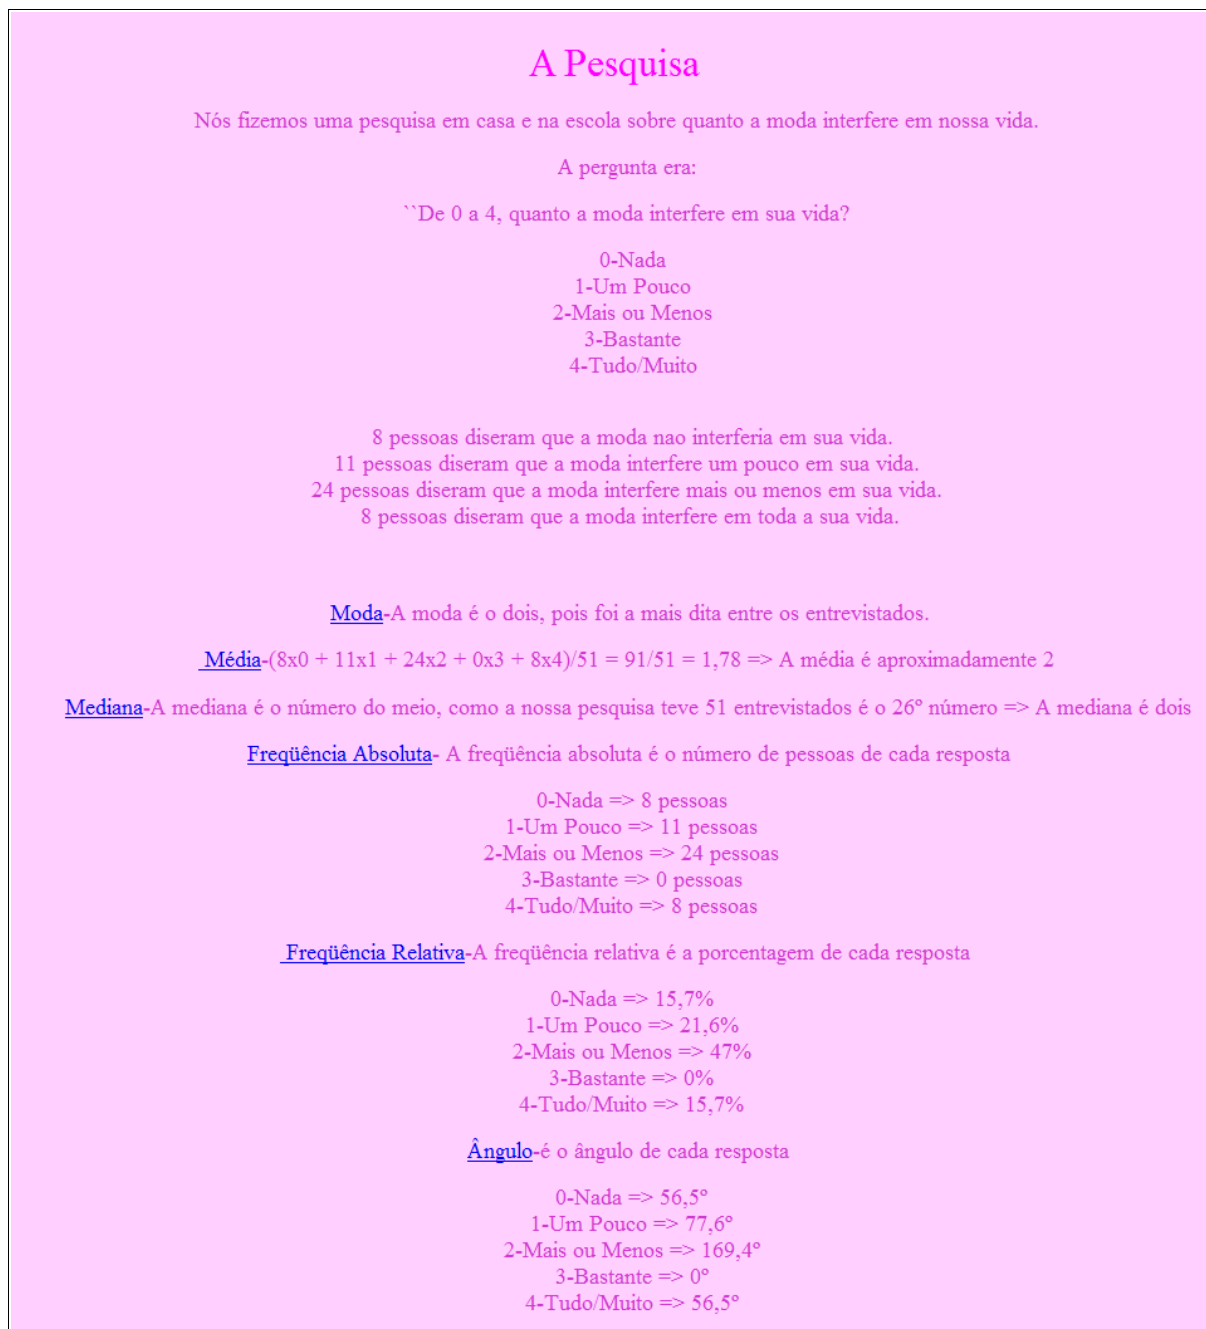 A Pesquisa
Nós fizemos uma pesquisa em casa e na escola sobre quanto a moda interfere em nossa vida.
A pergunta era:
``De 0 a 4, quanto a moda interfere em sua vida?
0-Nada
1-Um Pouco
2-Mais ou Menos
3-Bastante
4-Tudo/Muito
8 pessoas diseram que a moda nao interferia em sua vida.
11 pessoas diseram que a moda interfere um pouco em sua vida.
24 pessoas diseram que a moda interfere mais ou menos em sua vida.
8 pessoas diseram que a moda interfere em toda a sua vida.
Moda-A moda é o dois, pois foi a mais dita entre os entrevistados.
Média-(8x0 + 11x1 + 24x2 + 0x3 + 8x4)/51 = 91/51 = 1,78 => A média é aproximadamente 2
Mediana-A mediana é o número do meio, como a nossa pesquisa teve 51 entrevistados é o 26º número => A mediana é dois
Freqüência Absoluta- A freqüência absoluta é o número de pessoas de cada resposta
0-Nada => 8 pessoas
1-Um Pouco => 11 pessoas
2-Mais ou Menos => 24 pessoas
3-Bastante => 0 pessoas
4-Tudo/Muito => 8 pessoas
Freqüência Relativa-A freqüência relativa é a porcentagem de cada resposta
0-Nada => 15,7%
1-Um Pouco => 21,6%
2-Mais ou Menos => 47%
3-Bastante => 0%
4-Tudo/Muito => 15,7%
Ângulo-é o ângulo de cada resposta
0-Nada => 56,5º
1-Um Pouco => 77,6º
2-Mais ou Menos => 169,4º
3-Bastante => 0º
4-Tudo/Muito => 56,5º